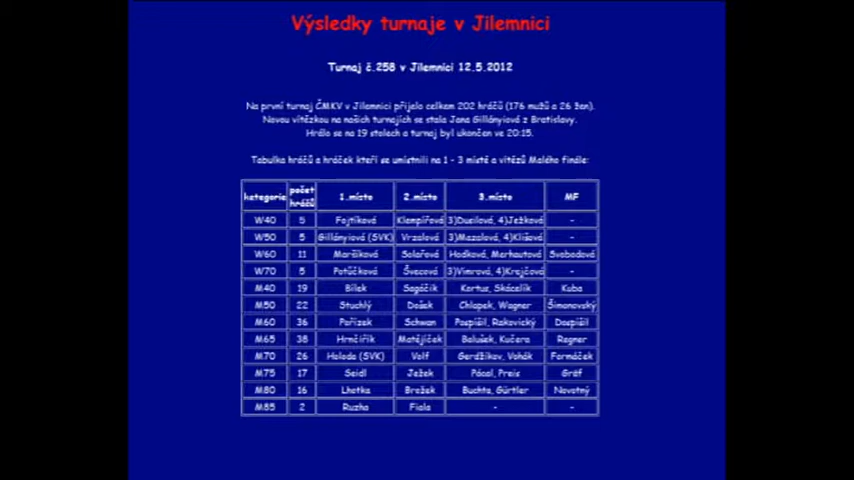 Výsledky turnaje v Jilemnici
Turnaj č.258 v Jilemnici 12.5.2012
Na první turnaj ČMKV v Jilemnici přijelo celkem 202 hráčů (176 mužů a 26 žen).
Novou vítězkou na našich turnajích se stala Jana Gillányiová z Bratislavy.
Hrálo se na 19 stolech a turnaj byl ukončen ve 20:15.
Tabulka hráčů a hráček kteří se umístnili na 1 - 3 místě a vítězů Malého finále:
kategorie počet hráčů 1.místo 2.místo 3.místo MF
W40 5 Fojtíková Klempířová 3)Dusilová, 4)Ježková -
W50 5 Gillányiová (SVK) Vrzalová 3)Mazalová, 4)Klišová -
W60 11 Maršíková Solařová Hodková, Merhautová Svobodová
W70 5 Potůčková Švecová 3)Vimrová, 4)Krejčová -
M40 19 Bílek Sogáčik Kortus, Skácelík Kuba
M50 22 Stuchlý Chlapek, Wagner Šimonovský
M60 36 Pařízek Schwan Pospíšil, Rakovický Dospišil
M65 38 Hrnčiřík Matějíček Balušek, Kučera Regner
M70 26 Holoda (SVK) Volf Gerdžikov, Vohák Formáček
M75 17 Seidl Ježek Pácal, Preis Gráf
M80 16 Lhotka Brožek Buchta, Gürtler Novotný
M85 2 Ruzha Fiala - -